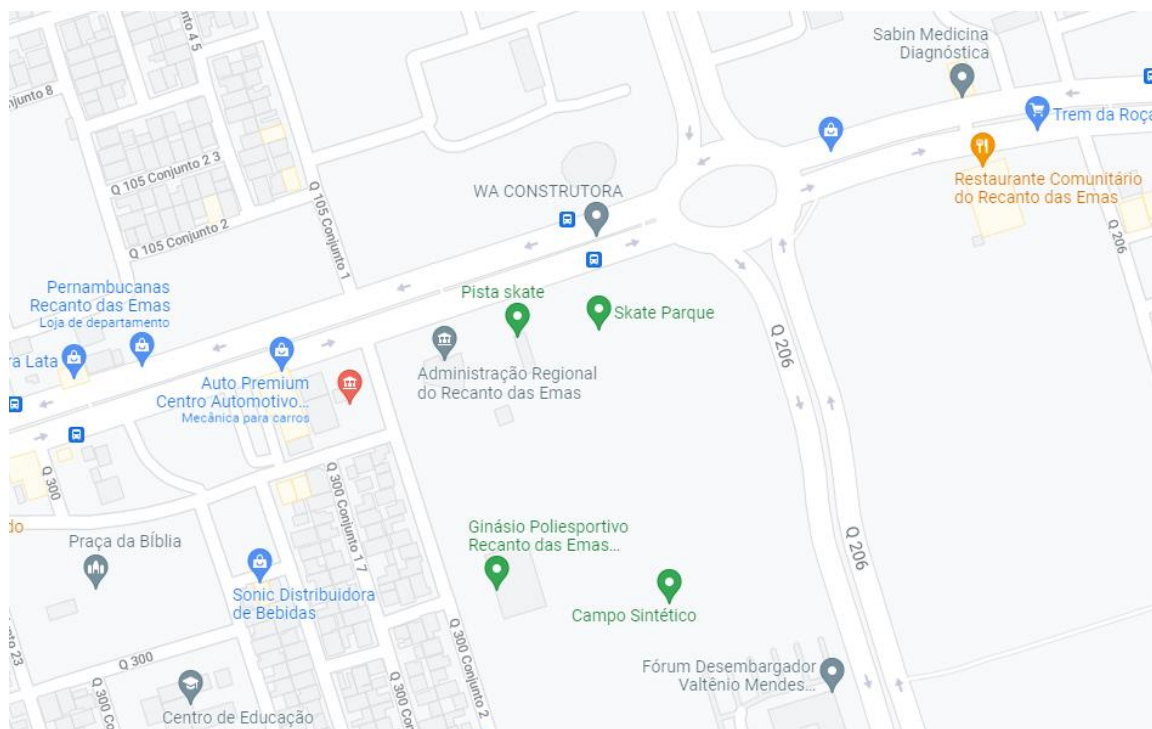 Q 105 Conjunto 2 3
Q 105 Conjunto 2
Q 105 Conjunto 1
Sabin Medicina
Diagnóstica
Trem da Roça
Restaurante Comunitário
do Recanto das Emas
Q 206
WA CONSTRUTORA
Pernambucanas
Recanto das Emas
Loja de departamento
Pista skate
Skate Parque
Administração Regional
do Recanto das Emas
Auto Premium
Centro Automotivo...
Mecânica para carros
Q 206
Q 300
Q 300 Conjunto 1 7
Praça da Bíblia
Ginásio Poliesportivo
Recanto das Emas...
Q 206
Sonic Distribuidora
de Bebidas
Campo Sintético
Q 300 Conjunto 2
Q 300
Q 300
Fórum Desembargador
Valtênio Mendes...
Centro de Educação